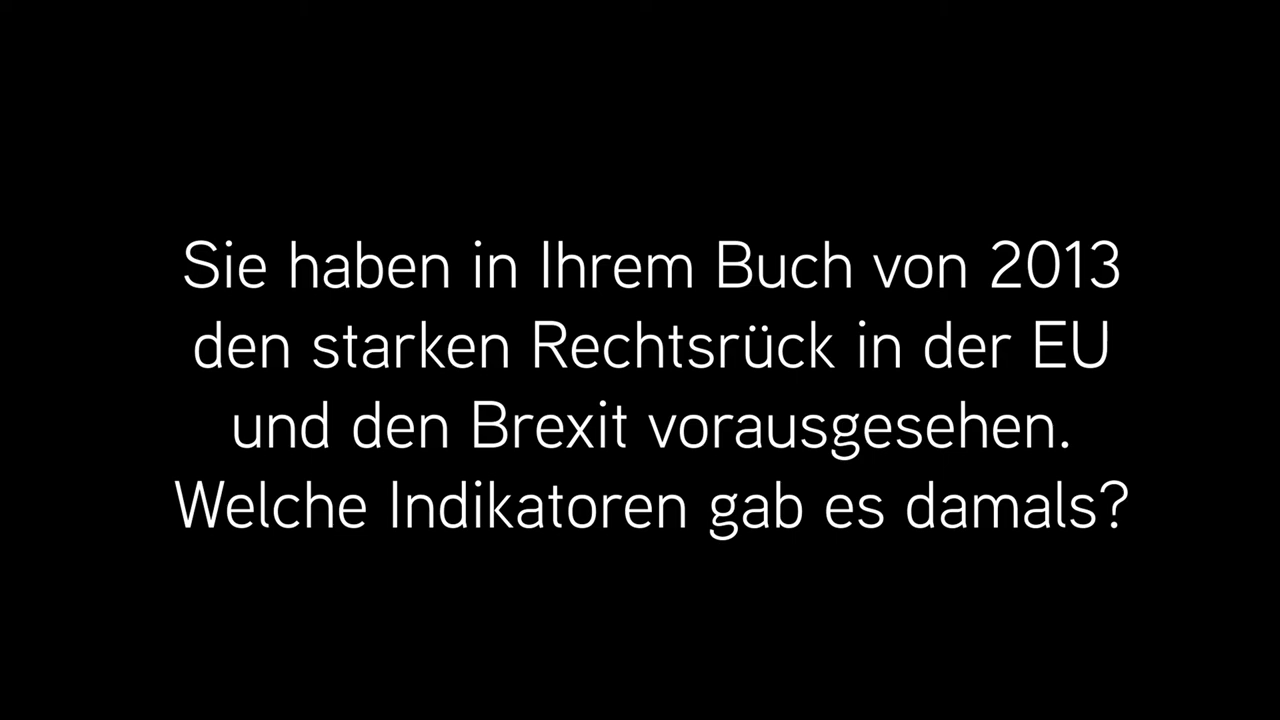 Sie haben in Ihrem Buch von 2013
den starken Rechtsrück in der EU
und den Brexit vorausgesehen.
Welche Indikatoren gab es damals?